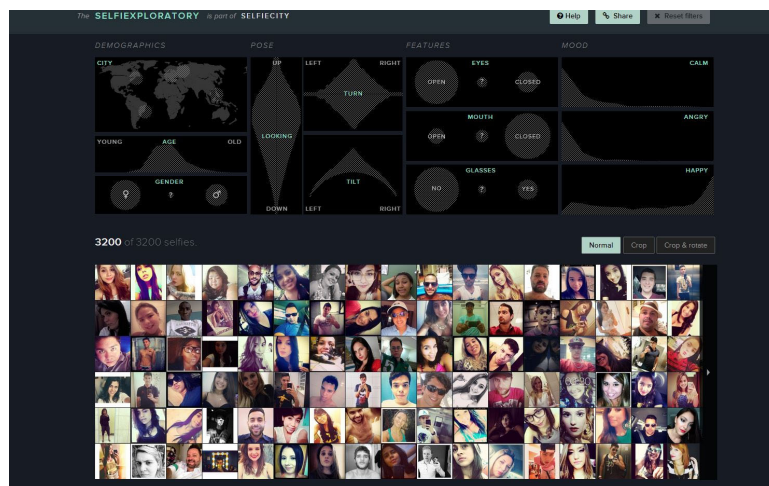 The SELFIEXPLORATORY is part of SELFIECITY
? Help
Share
✖ Reset filters
DEMOGRAPHICS
POSE
FEATURES
MOOD
CITY
YOUNG AGE OLD
GENDER
♀ ? ♂
UP
LOOKING
DOWN
LEFT RIGHT
TURN
TILT
LEFT RIGHT
EYES
OPEN ? CLOSED
MOUTH
OPEN ? CLOSED
GLASSES
NO ? YES
CALM
ANGRY
HAPPY
3200 of 3200 selfies.
Normal
Crop
Crop & rotate